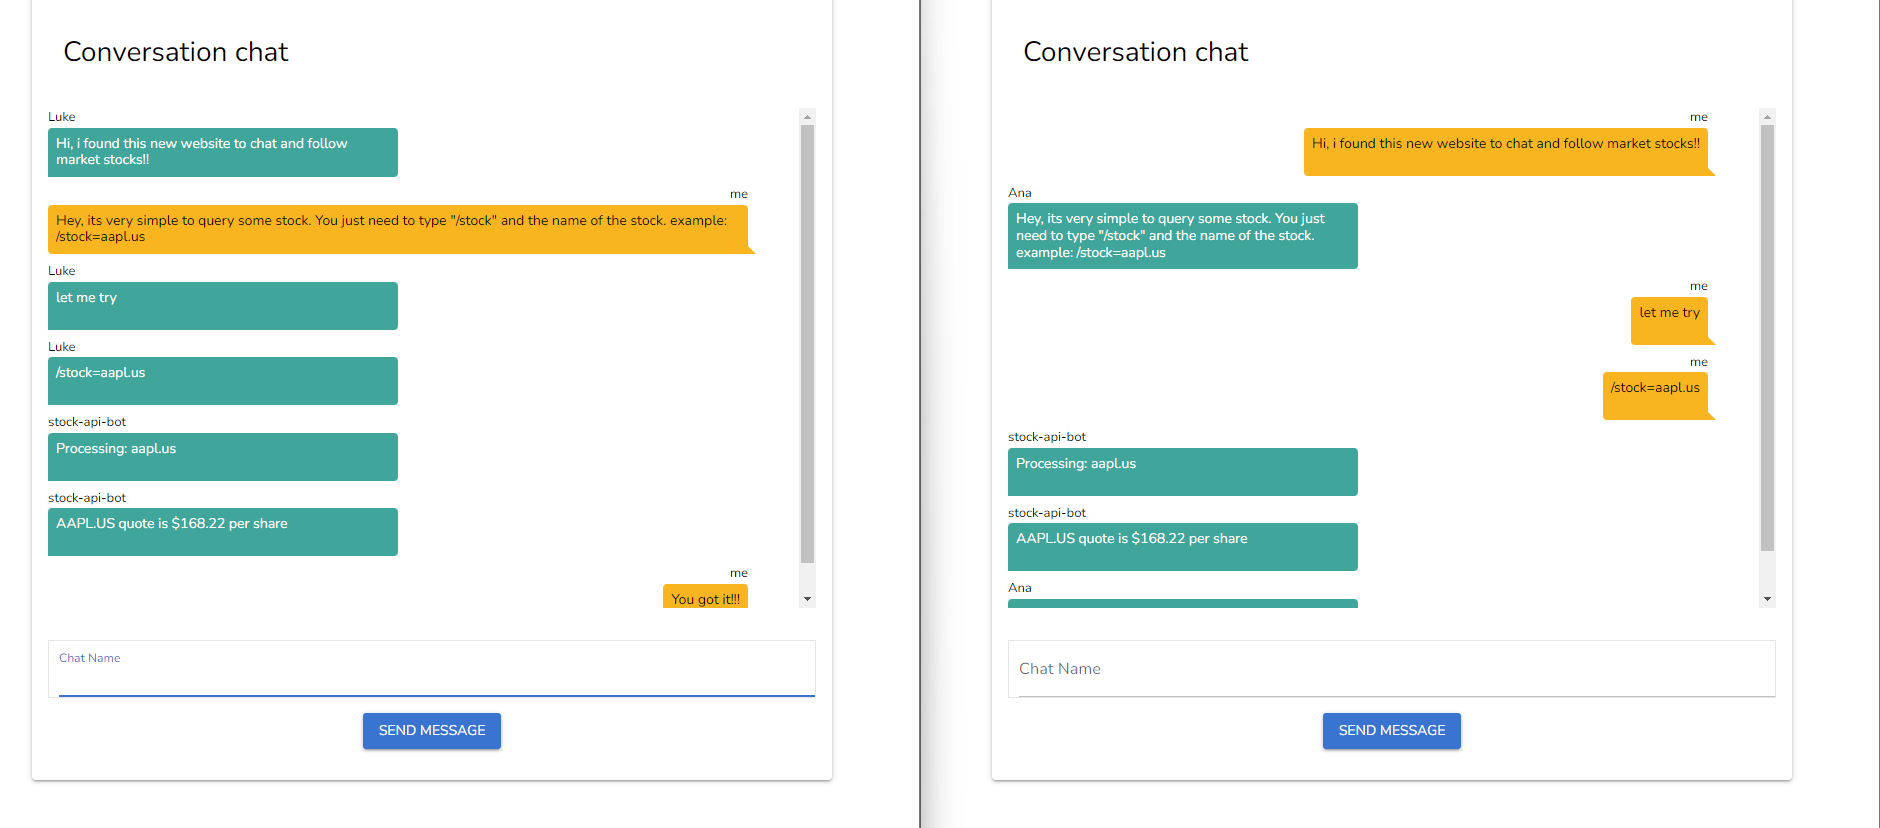 Conversation chat
Luke
Hi, i found this new website to chat and follow
market stocks!!
me
Hey, its very simple to query some stock. You just need to type "/stock" and the name of the stock. example:
/stock=aapl.us
Luke
let me try
Luke
/stock=aapl.us
stock-api-bot
Processing: aapl.us
stock-api-bot
AAPL.US quote is $168.22 per share
me
You got it!!!
Chat Name
SEND MESSAGE
Conversation chat
me
Hi, i found this new website to chat and follow market stocks!!
Ana
Hey, its very simple to query some stock. You just
need to type "/stock" and the name of the stock.
example: /stock=aapl.us
me
let me try
me
/stock=aapl.us
stock-api-bot
Processing: aapl.us
stock-api-bot
AAPL.US quote is $168.22 per share
Ana
Chat Name
SEND MESSAGE